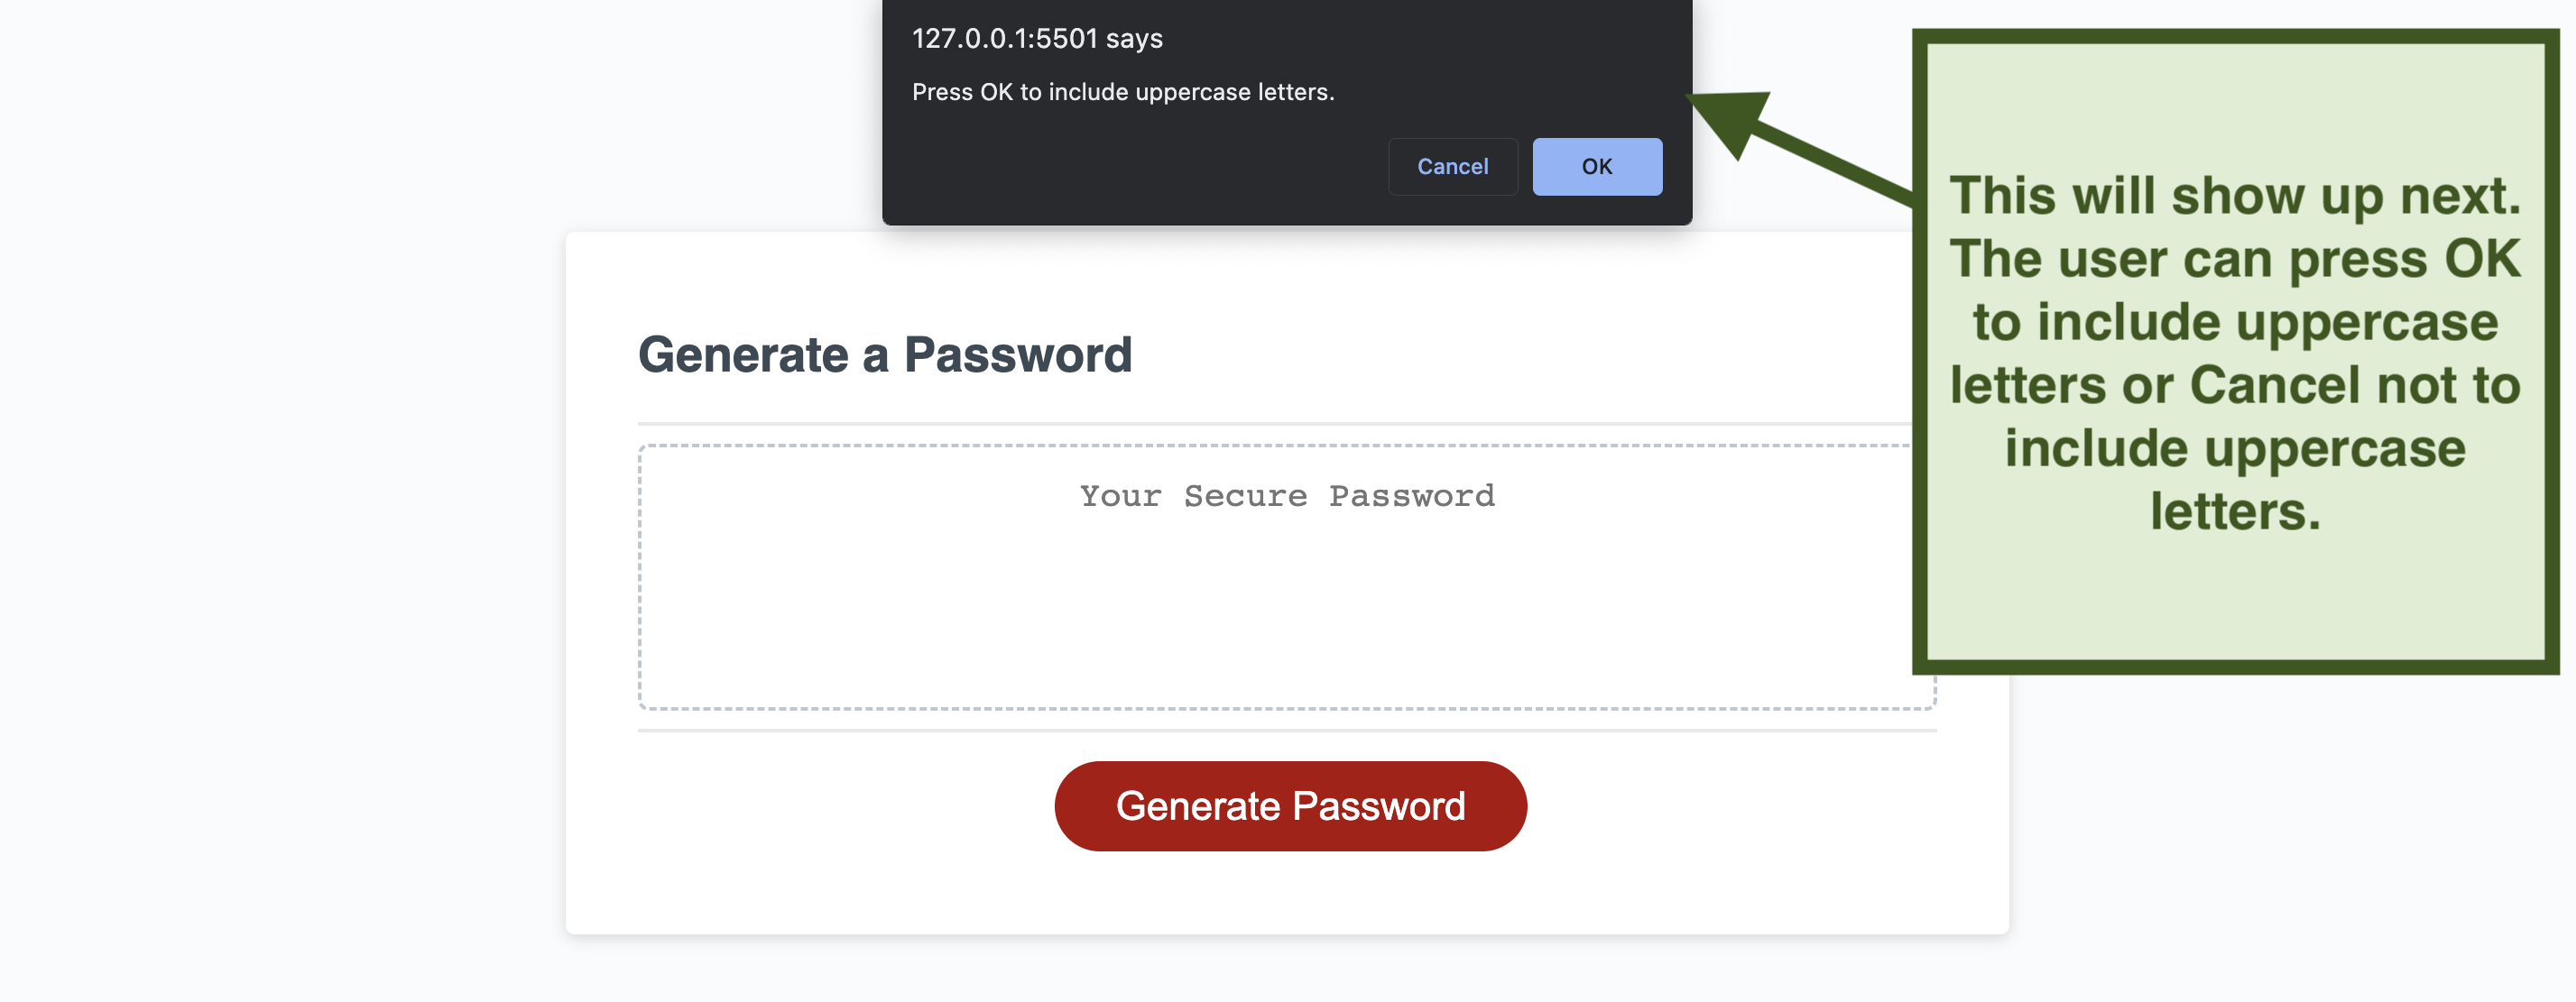 127.0.0.1:5501 says
Press OK to include uppercase letters.
Cancel
OK
This will show up next.
The user can press OK
to include uppercase
letters or Cancel not to
include uppercase
letters.
Generate a Password
Your Secure Password
Generate Password